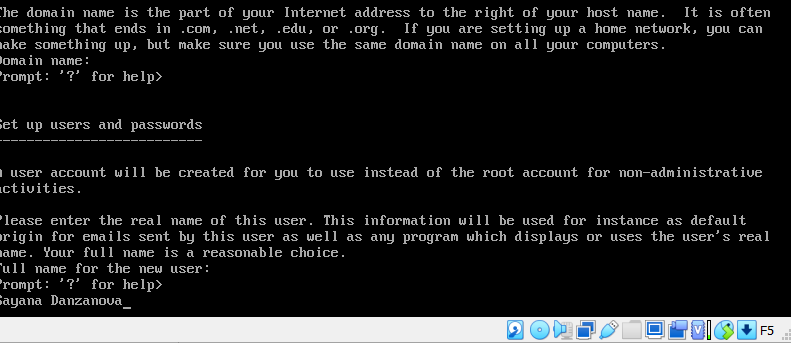 The domain name is the part of your Internet address to the right of your host name.  It is often
something that ends in .com, .net, .edu, or .org.  If you are setting up a home network, you can
make something up, but make sure you use the same domain name on all your computers.
Domain name:
Prompt: '?' for help>
Set up users and passwords
--------------------------
A user account will be created for you to use instead of the root account for non-administrative
activities.
Please enter the real name of this user. This information will be used for instance as default
origin for emails sent by this user as well as any program which displays or uses the user's real
name. Your full name is a reasonable choice.
Full name for the new user:
Prompt: '?' for help>
Sayana Danzanova_
F5